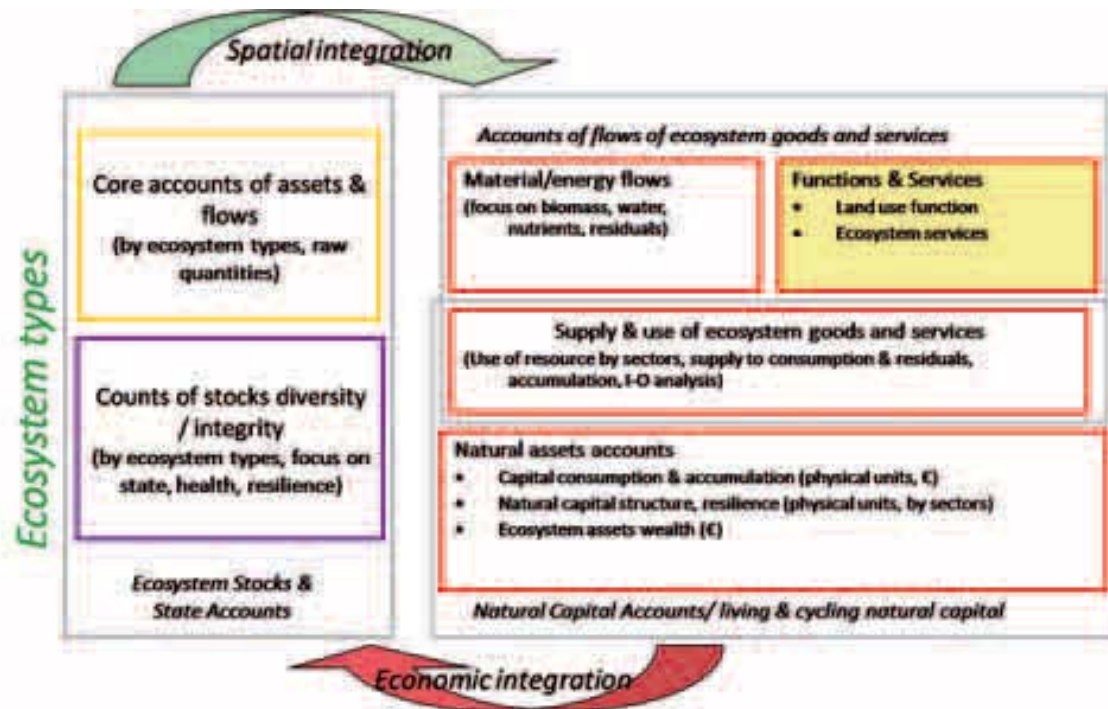 Spatial integration
Ecosystem types
Core accounts of assets &
flows
(by ecosystem types, raw
quantities)
Counts of stocks diversity
/ integrity
(by ecosystem types, focus on
state, health, resilience)
Ecosystem Stocks &
State Accounts
Accounts of flows of ecosystem goods and services
Material/energy flows
(focus on biomass, water,
nutrients, residuals)
Functions & Services
• Land use function
• Ecosystem services
Supply & use of ecosystem goods and services
(Use of resource by sectors, supply to consumption & residuals,
accumulation, I-O analysis)
Natural assets accounts
• Capital consumption & accumulation (physical units, €)
• Natural capital structure, resilience (physical units, by sectors)
• Ecosystem assets wealth (€)
Natural Capital Accounts/ living & cycling natural capital
Economic integration